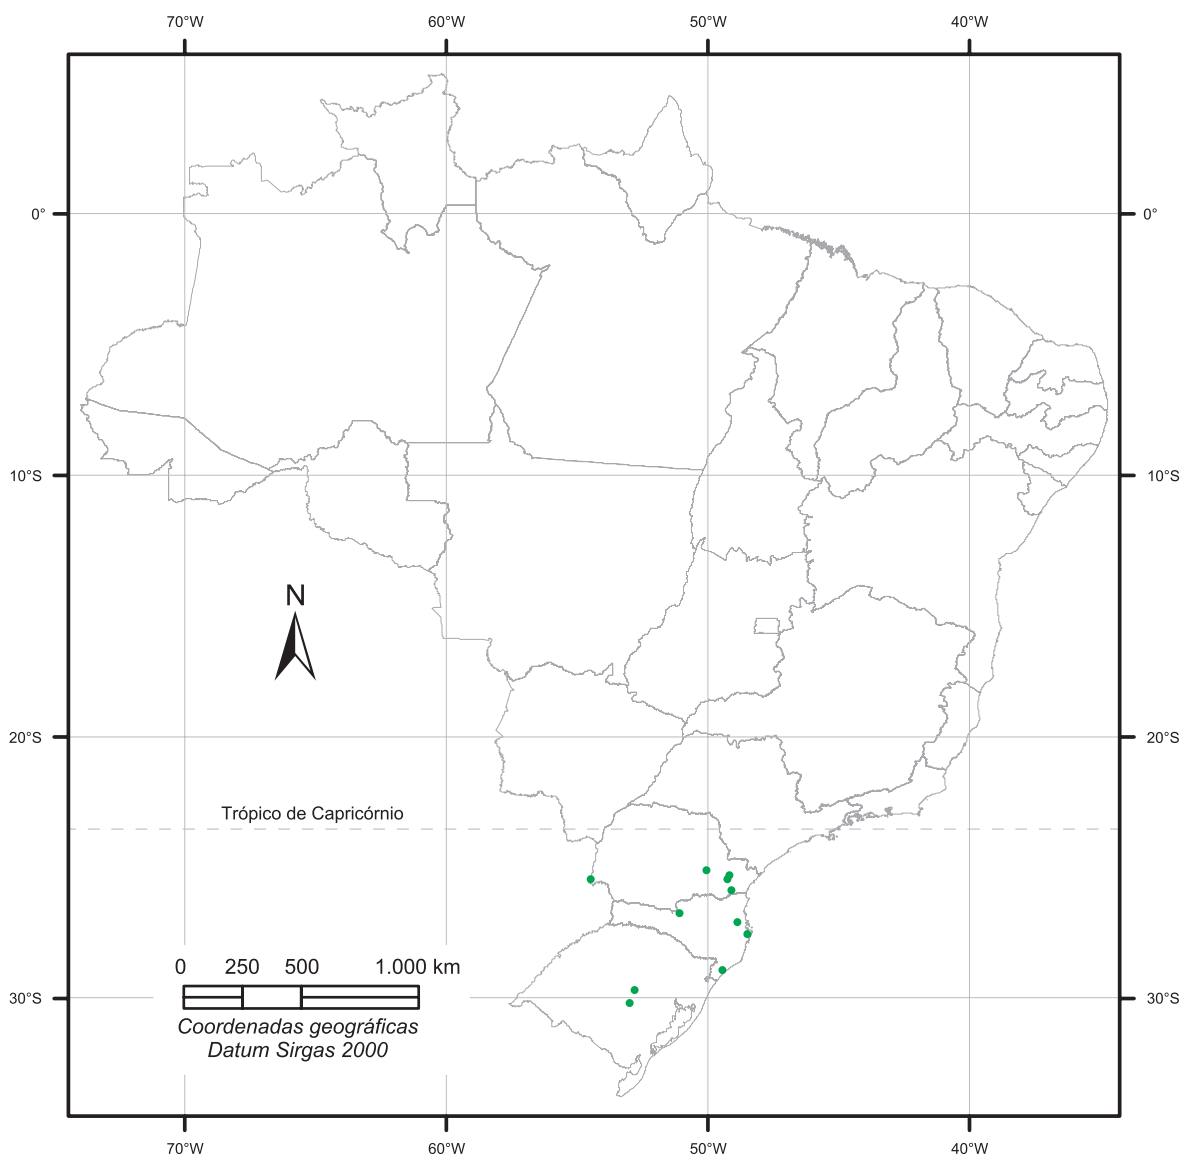 70°W 60°W 50°W 40°W
0° 0°
10°S 10°S
N
20°S 20°S
Trópico de Capricórnio
0 250 500 1.000 km
30°S 30°S
Coordenadas geográficas
Datum Sirgas 2000
70°W 60°W 50°W 40°W